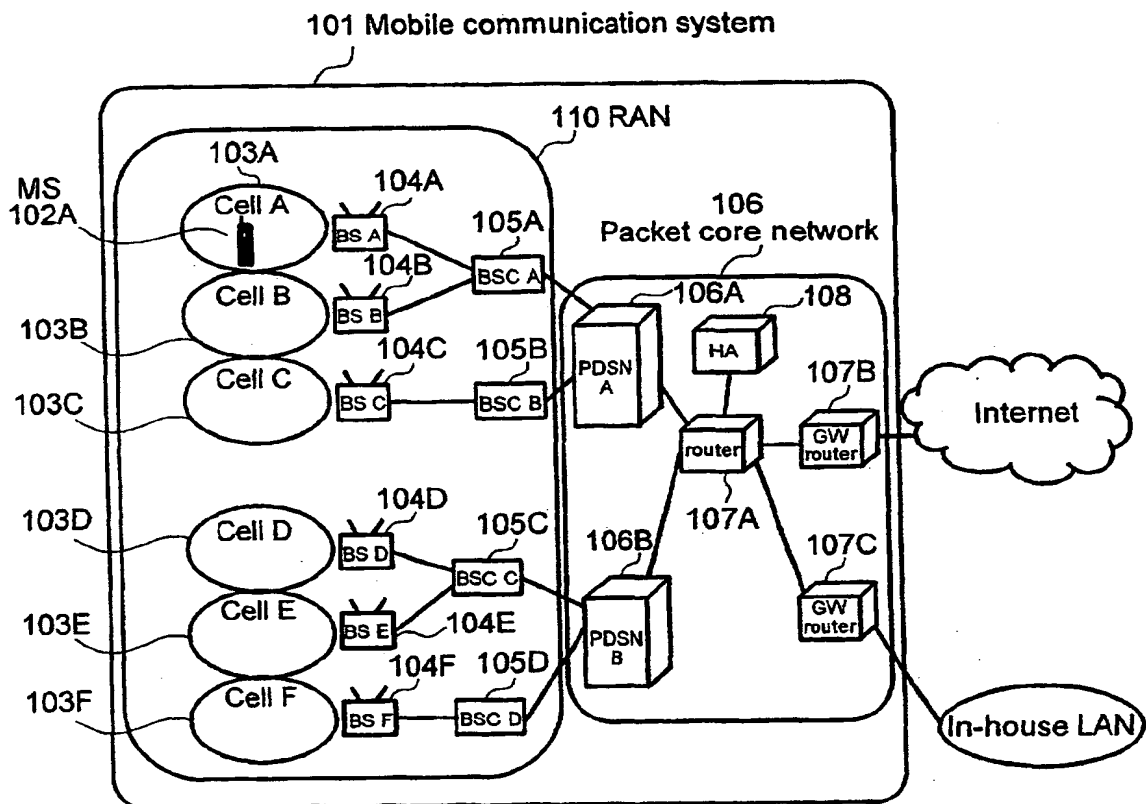 101 Mobile communication system
110 RAN
103A
MS
102A
Cell A
104A
BS A
105A
BSC A
106
Packet core network
106A
108
HA
Cell B
104B
BS B
103B
PDSN
A
107B
Cell C
104C
BS C
105B
BSC B
103C
router
107A
GW
router
Internet
103D
Cell D
104D
BS D
105C
BSC C
106B
107C
GW
router
Cell E
103E
BS E
104E
PDSN
B
Cell F
103F
104F
BS F
105D
BSC D
In-house LAN